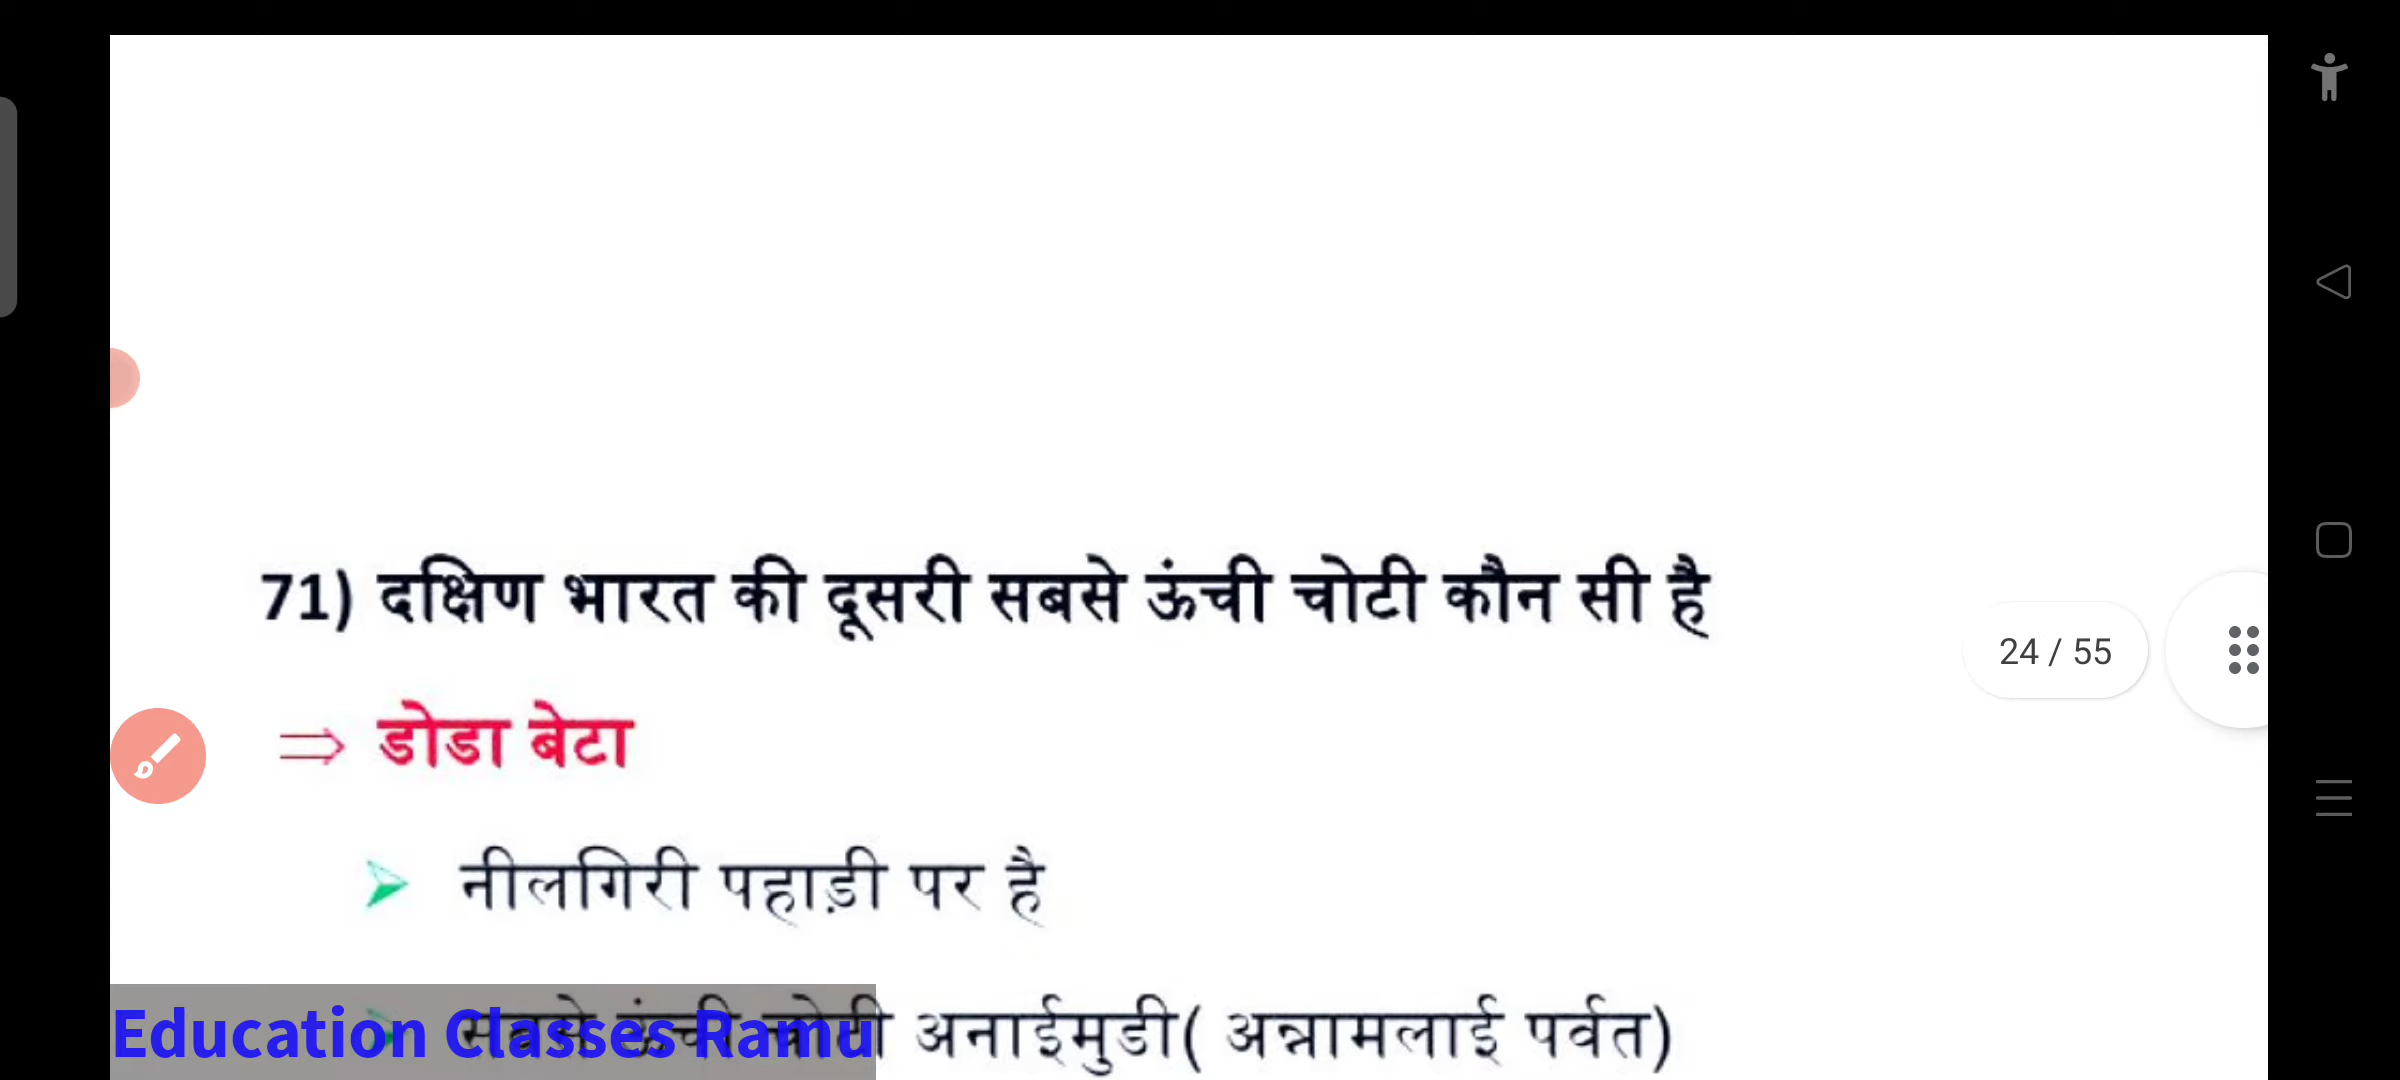 71) दक्षिण भारत की दूसरी सबसे ऊंची चोटी कौन सी है
24 / 55
⇒ डोडा बेटा
➢ नीलगिरी पहाड़ी पर है
➢ सबसे ऊंची चोटी अनाईमुडी( अन्नामलाई पर्वत)
Education Classes Ramu